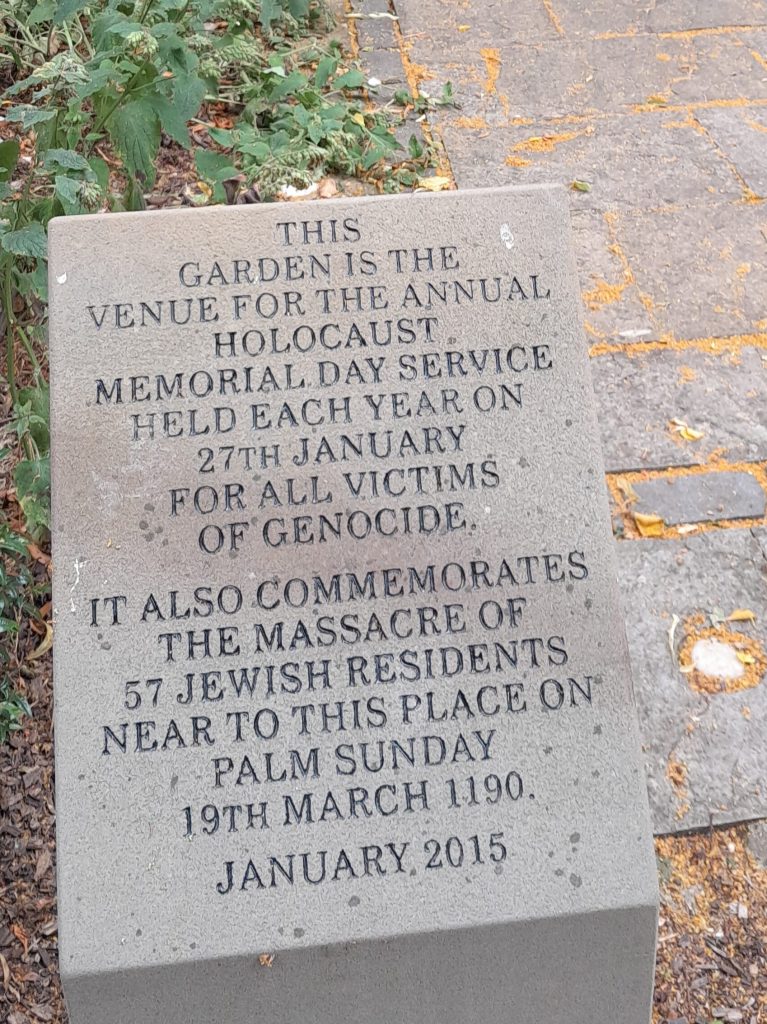 THIS
GARDEN IS THE
VENUE FOR THE ANNUAL
HOLOCAUST
MEMORIAL DAY SERVICE
HELD EACH YEAR ON
27TH JANUARY
FOR ALL VICTIMS
OF GENOCIDE.
IT ALSO COMMEMORATES
THE MASSACRE OF
57 JEWISH RESIDENTS
NEAR TO THIS PLACE ON
PALM SUNDAY
19TH MARCH 1190.
JANUARY 2015